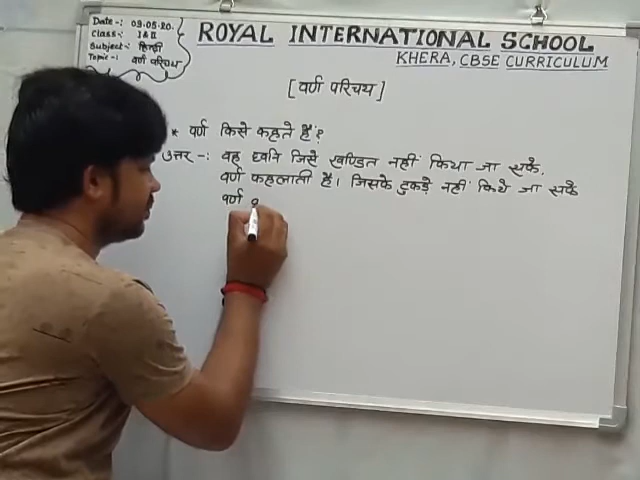 Date -: 09.05.20.
Class -: I & II
Subject -: हिन्दी
Topic -: वर्ण परिचय
ROYAL INTERNATIONAL SCHOOL
KHERA, CBSE CURRICULUM
[वर्ण परिचय]
* वर्ण किसे कहते हैं?
उत्तर -: वह ध्वनि जिसे खण्डित नहीं किया जा सके,
वर्ण कहलाती है। जिसके टुकड़े नहीं किये जा सके
वर्ण